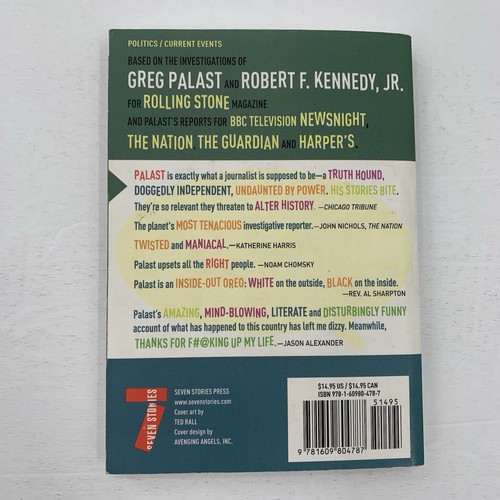 POLITICS / CURRENT EVENTS
BASED ON THE INVESTIGATIONS OF
GREG PALAST AND ROBERT F. KENNEDY, JR.
FOR ROLLING STONE MAGAZINE
AND PALAST'S REPORTS FOR BBC TELEVISION NEWSNIGHT,
THE NATION THE GUARDIAN AND HARPER'S.
PALAST is exactly what a journalist is supposed to be—a TRUTH HOUND,
DOGGEDLY INDEPENDENT, UNDAUNTED BY POWER. HIS STORIES BITE.
They're so relevant they threaten to ALTER HISTORY. —CHICAGO TRIBUNE
The planet's MOST TENACIOUS investigative reporter.—JOHN NICHOLS, THE NATION
TWISTED and MANIACAL.—KATHERINE HARRIS
Palast upsets all the RIGHT people. —NOAM CHOMSKY
Palast is an INSIDE-OUT OREO: WHITE on the outside, BLACK on the inside.
—REV. AL SHARPTON
Palast's AMAZING, MIND-BLOWING, LITERATE and DISTURBINGLY FUNNY
account of what has happened to this country has left me dizzy. Meanwhile,
THANKS FOR F#@KING UP MY LIFE.—JASON ALEXANDER
7
SEVEN STORIES
SEVEN STORIES PRESS
www.sevenstories.com
Cover art by
TED RALL
Cover design by
AVENGING ANGELS, INC.
$14.95 US / $14.95 CAN
ISBN 978-1-60980-478-7
51495
9 781609 804787